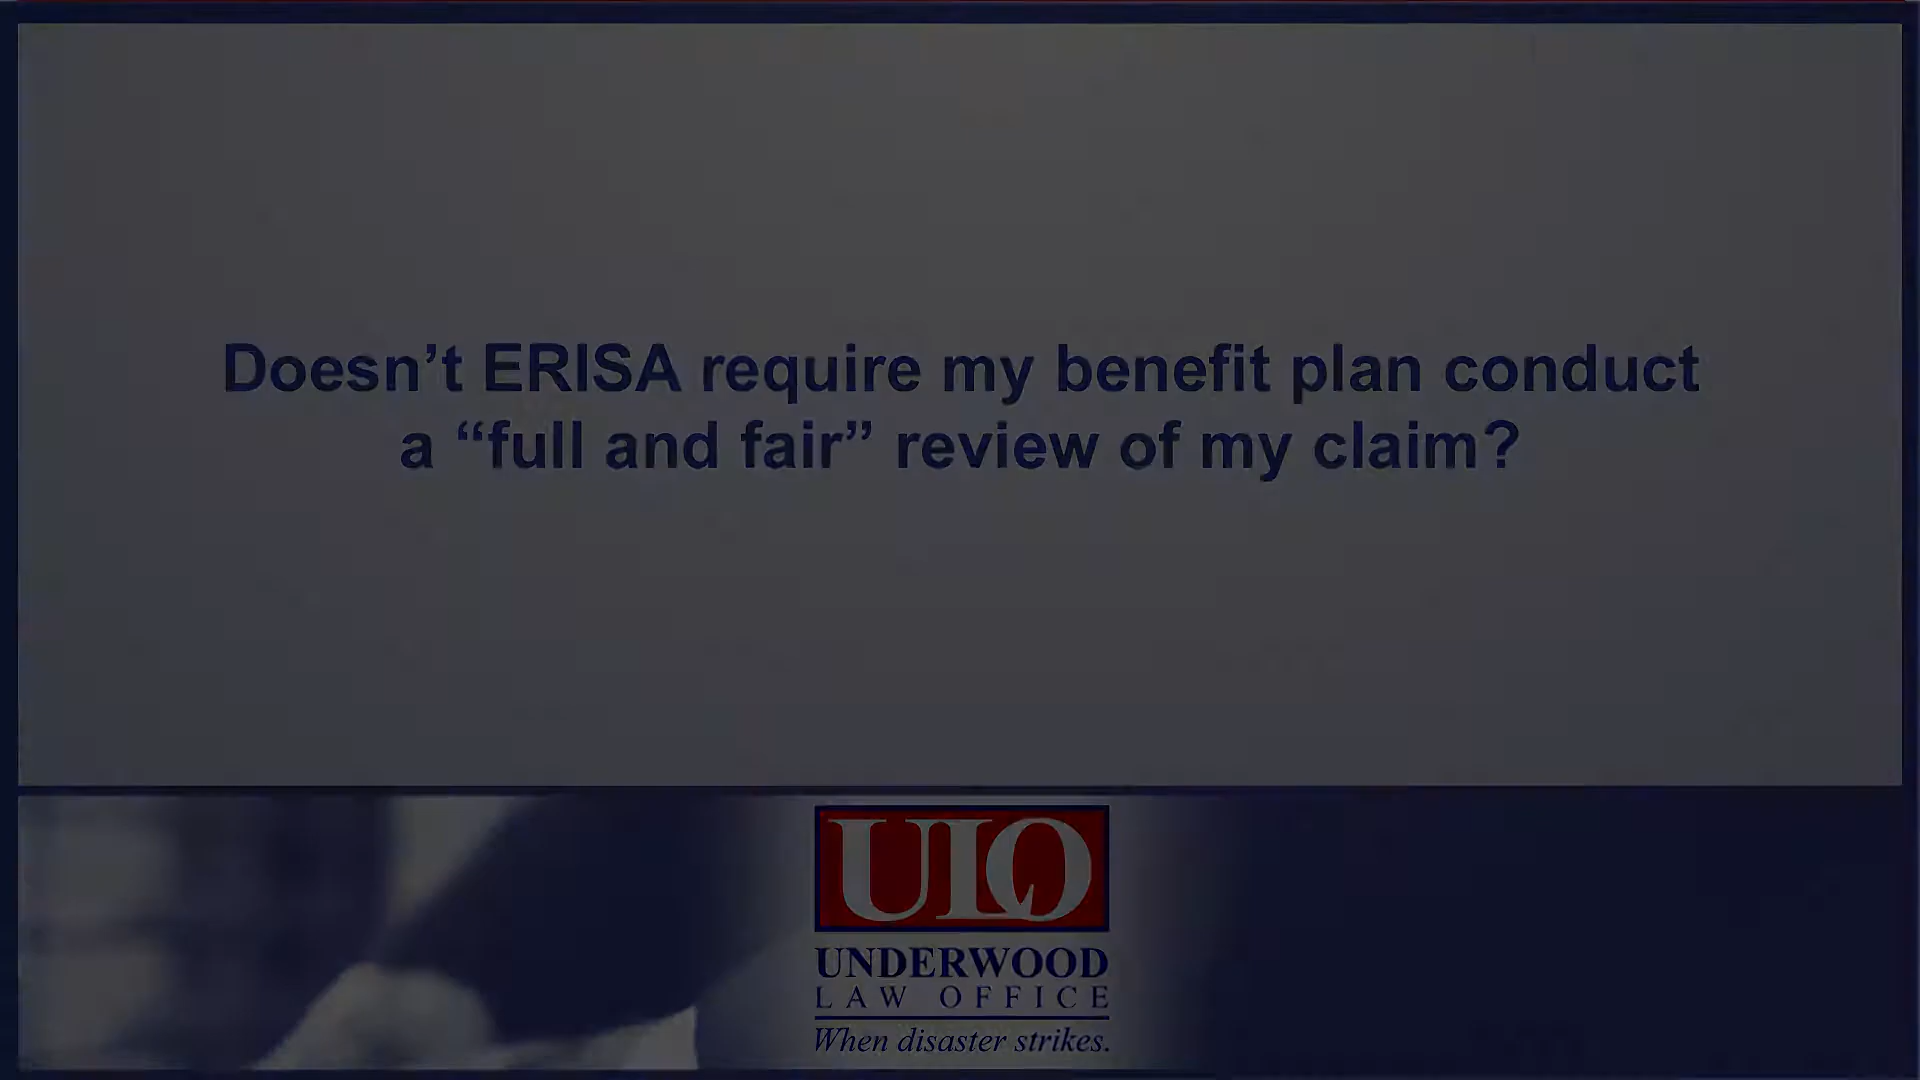 Doesn’t ERISA require my benefit plan conduct
a “full and fair” review of my claim?
ULO
UNDERWOOD
LAW OFFICE
When disaster strikes.